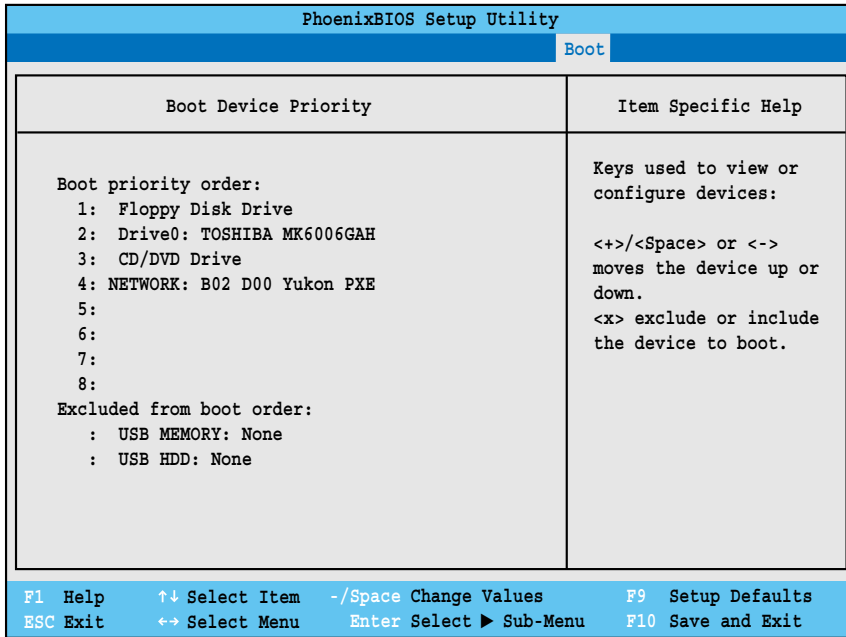 PhoenixBIOS Setup Utility
Boot
Boot Device Priority
Item Specific Help
Boot priority order:
1: Floppy Disk Drive
2: Drive0: TOSHIBA MK6006GAH
3: CD/DVD Drive
4: NETWORK: B02 D00 Yukon PXE
5:
6:
7:
8:
Excluded from boot order:
: USB MEMORY: None
: USB HDD: None
Keys used to view or
configure devices:
<+>/<Space> or <->
moves the device up or
down.
<x> exclude or include
the device to boot.
F1 Help ↑↓ Select Item -/Space Change Values F9 Setup Defaults
ESC Exit ←→ Select Menu Enter Select ▶ Sub-Menu F10 Save and Exit